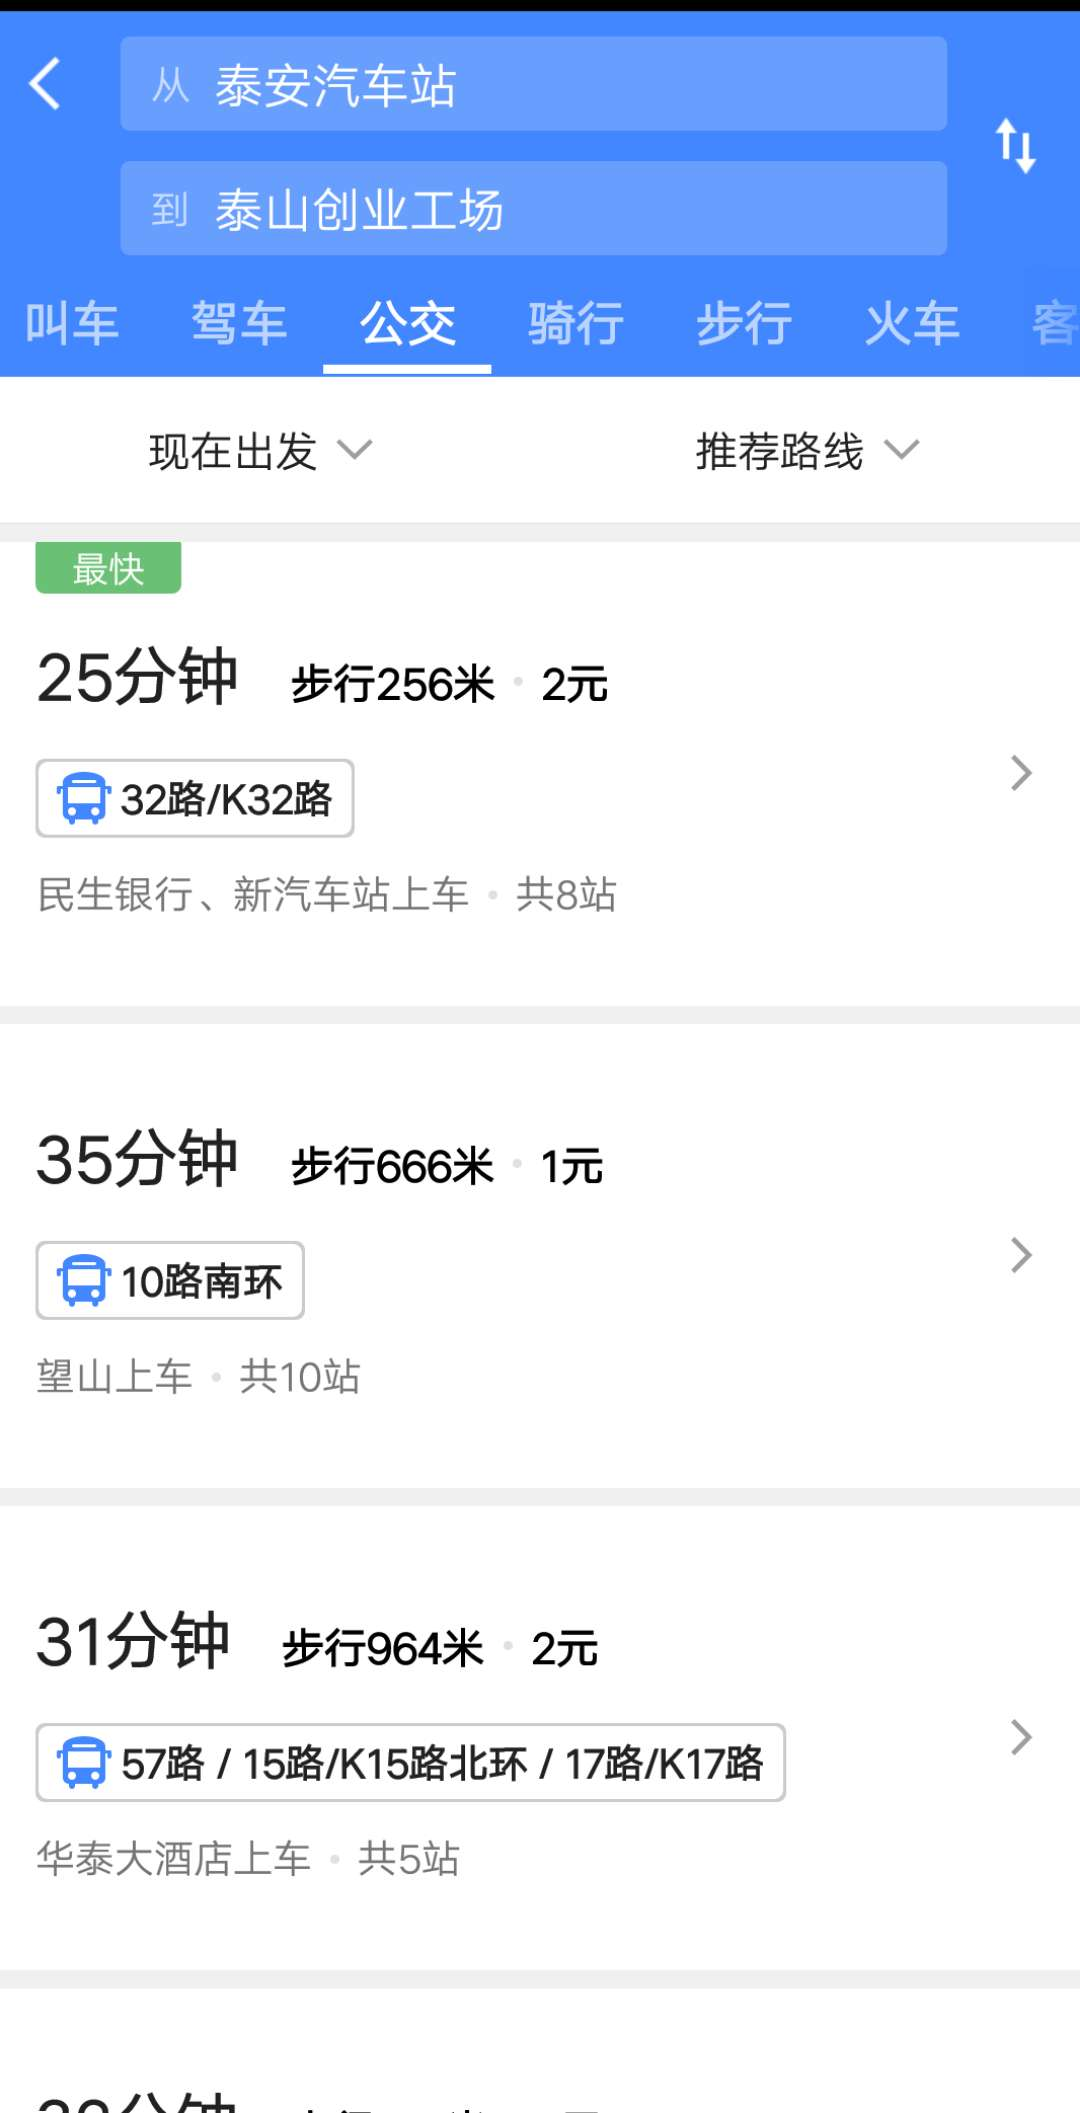 从 泰安汽车站
到 泰山创业工场
叫车 驾车 公交 骑行 步行 火车 客
现在出发 推荐路线
最快
25分钟 步行256米 · 2元
32路/K32路
民生银行、新汽车站上车 · 共8站
35分钟 步行666米 · 1元
10路南环
望山上车 · 共10站
31分钟 步行964米 · 2元
57路 / 15路/K15路北环 / 17路/K17路
华泰大酒店上车 · 共5站